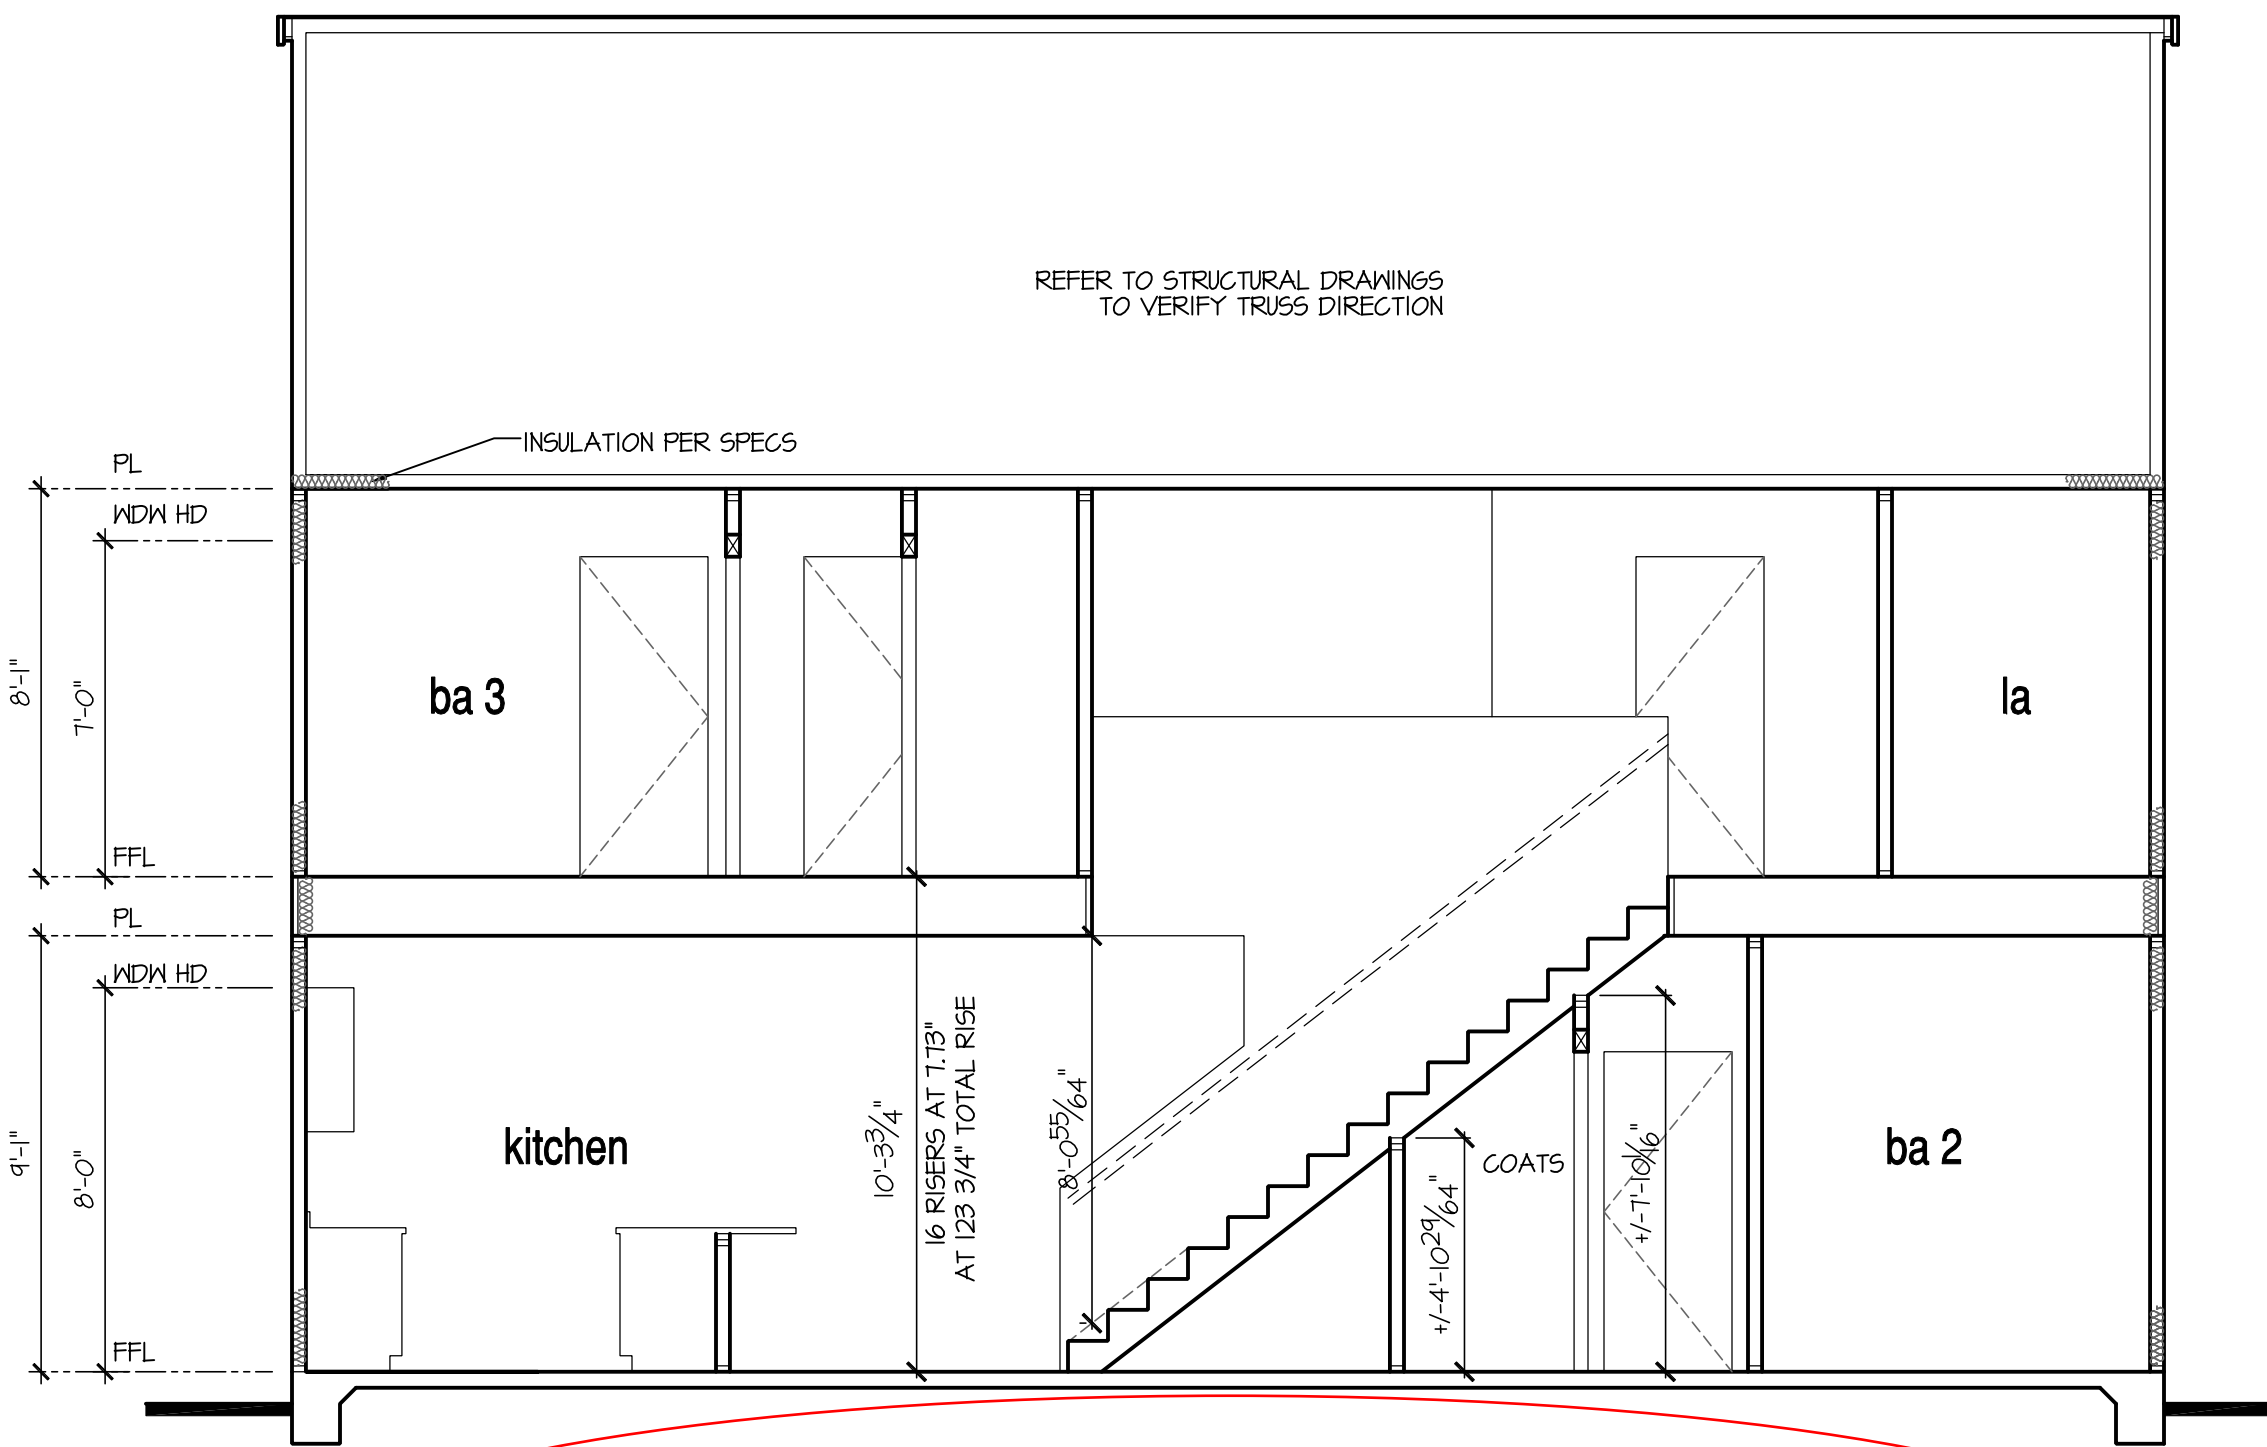 REFER TO STRUCTURAL DRAWINGS
TO VERIFY TRUSS DIRECTION
INSULATION PER SPECS
PL
WDW HD
8'-1"
7'-0"
ba 3
la
FFL
PL
WDW HD
9'-1"
8'-0"
kitchen
10'-3 3/4"
16 RISERS AT 7.73"
AT 123 3/4" TOTAL RISE
8'-0 55/64"
+/-4'-10 29/64"
COATS
+/-7'-10 1/16"
ba 2
FFL